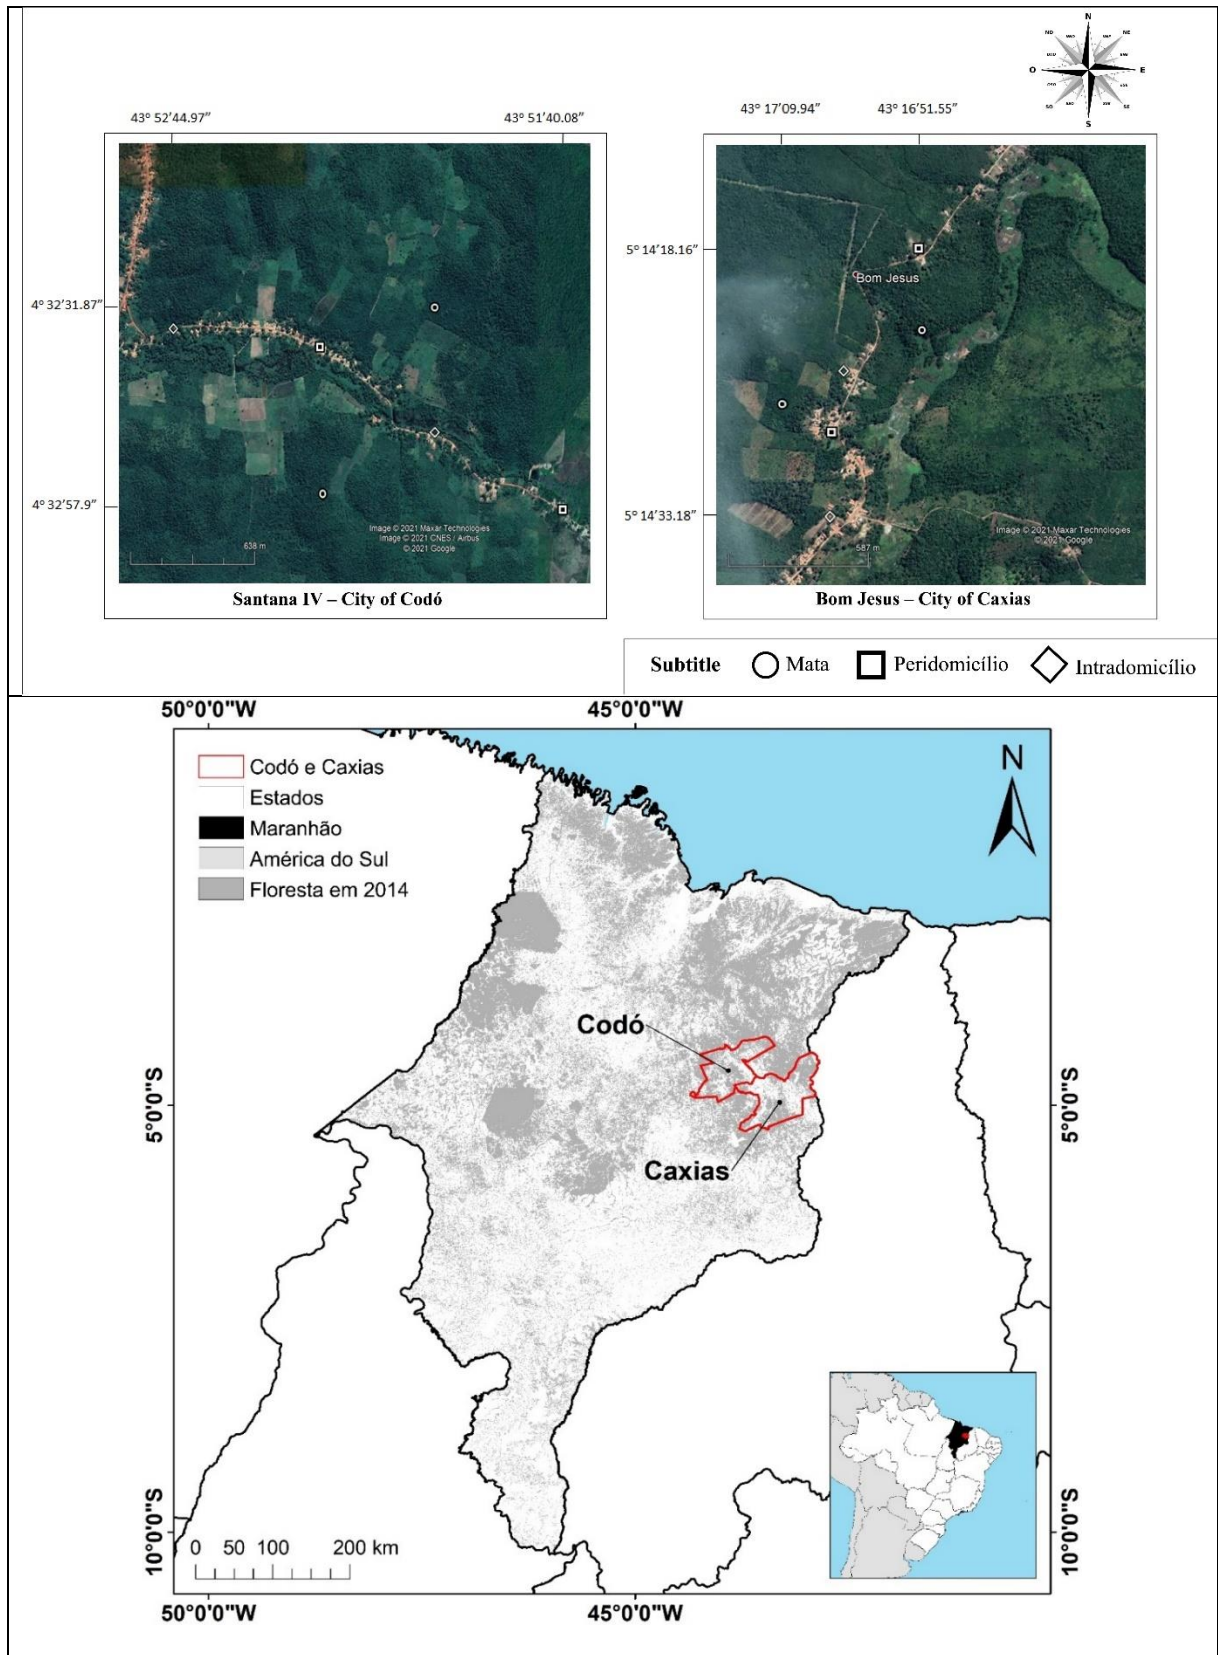 N
NO
NE
O
E
SO
SE
S
43° 52’44.97”
43° 51’40.08”
43° 17’09.94”
43° 16’51.55”
4° 32’31.87”
4° 32’57.9”
5° 14’18.16”
5° 14’33.18”
Bom Jesus
Image © 2021 Maxar Technologies
Image © 2021 CNES / Airbus
© 2021 Google
638 m
Image © 2021 Maxar Technologies
© 2021 Google
587 m
Santana IV – City of Codó
Bom Jesus – City of Caxias
Subtitle
Mata
Peridomicílio
Intradomicílio
50°0'0"W
45°0'0"W
Codó e Caxias
Estados
Maranhão
América do Sul
Floresta em 2014
N
Codó
Caxias
5°0'0"S
5°0'0"S
10°0'0"S
10°0'0"S
0 50 100 200 km
50°0'0"W
45°0'0"W